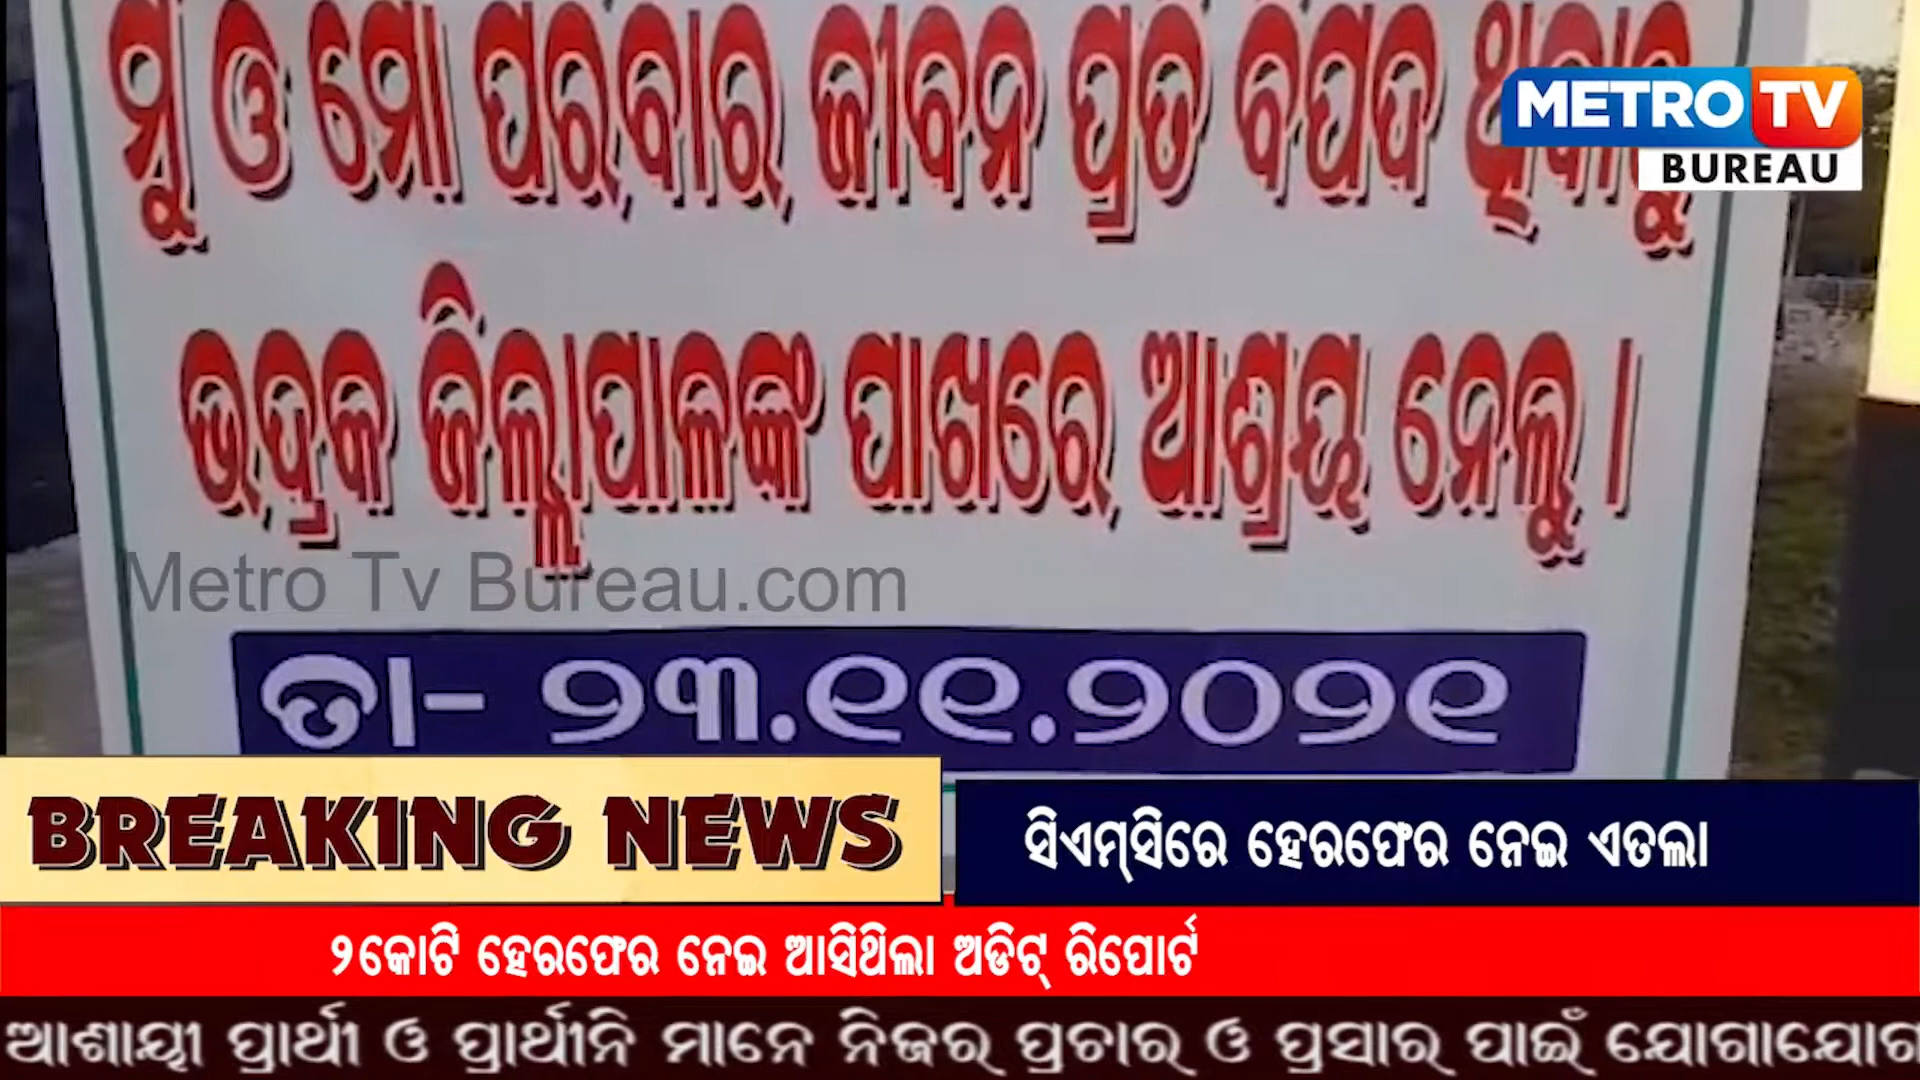 ମୁଁ ଓ ମୋ ପରିବାର ଜୀବନ ପ୍ରତି ବିପଦ ଥିବାରୁ
METRO TV
BUREAU
ଭଦ୍ରକ ଜିଲ୍ଲାପାଳଙ୍କ ପାଖରେ ଆଶ୍ରୟ ନେଲୁ ।
Metro Tv Bureau.com
ତା- ୨୩.୧୧.୨୦୨୧
BREAKING NEWS
ସିଏମ୍‌ସିରେ ହେରଫେର ନେଇ ଏତଲା
୨କୋଟି ହେରଫେର ନେଇ ଆସିଥିଲା ଅଡିଟ୍ ରିପୋର୍ଟ
ଆଶାୟୀ ପ୍ରାର୍ଥୀ ଓ ପ୍ରାର୍ଥୀନି ମାନେ ନିଜର ପ୍ରଚାର ଓ ପ୍ରସାର ପାଇଁ ଯୋଗାଯୋଗ